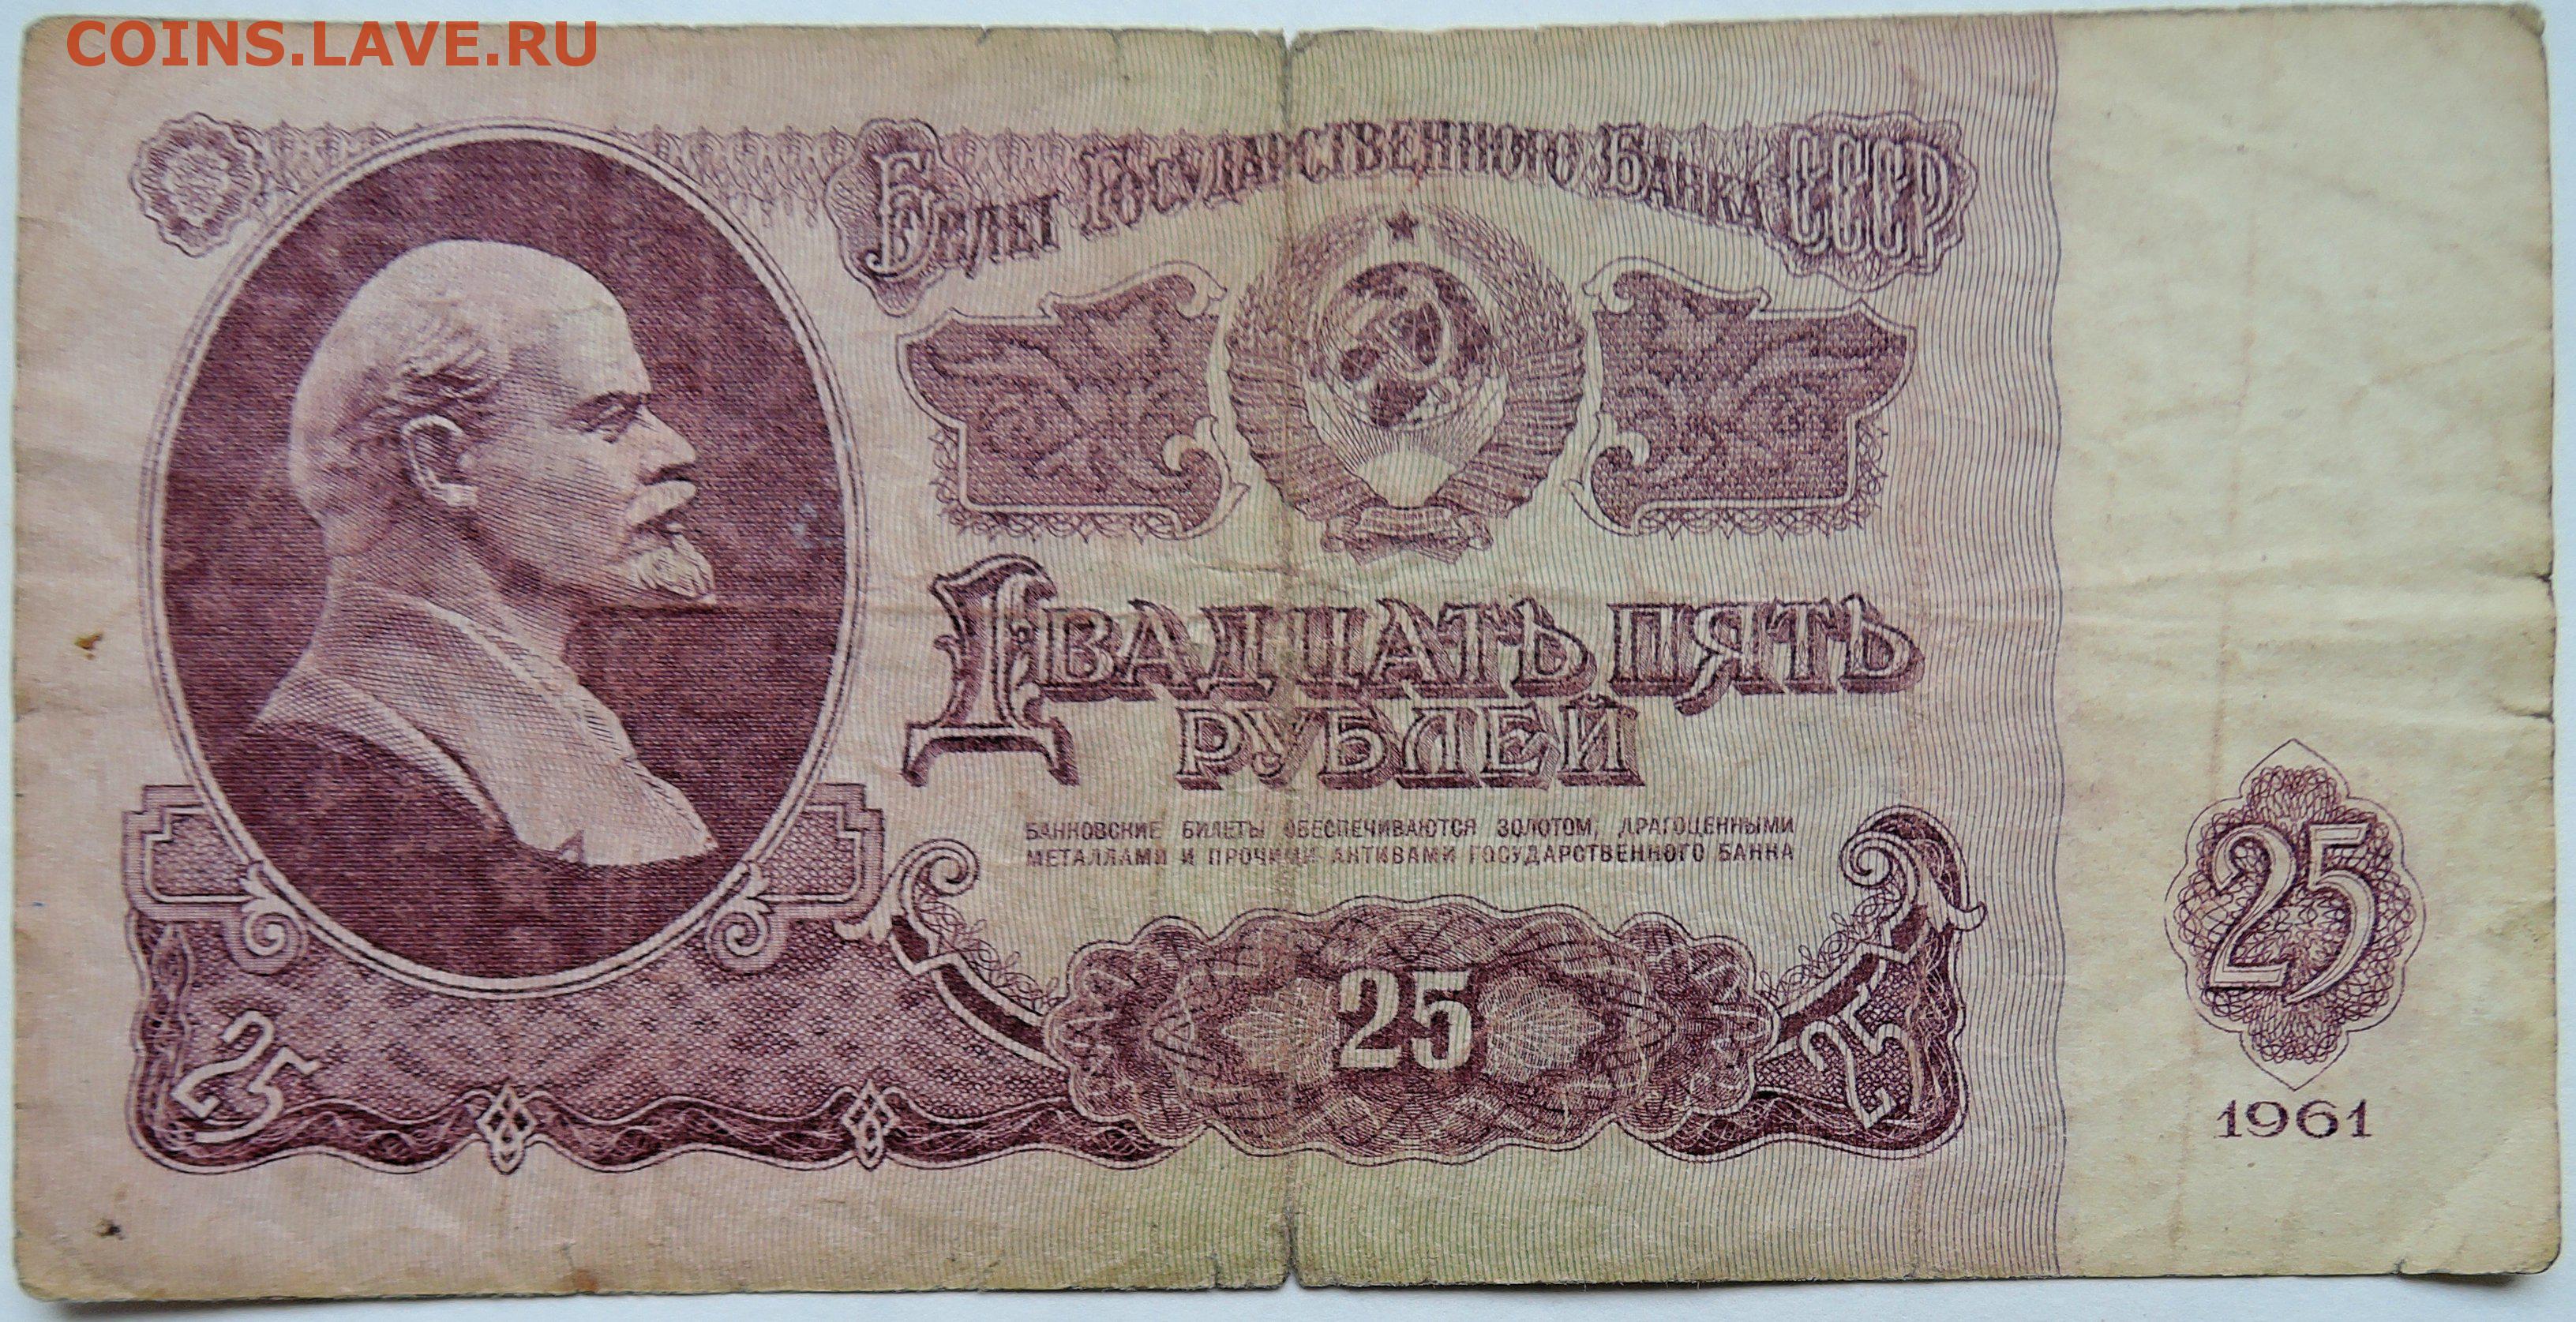 COINS.LAVE.RU
Билет Государственного Банка СССР
ДВАДЦАТЬ ПЯТЬ
РУБЛЕЙ
БАНКОВСКИЕ БИЛЕТЫ ОБЕСПЕЧИВАЮТСЯ ЗОЛОТОМ, ДРАГОЦЕННЫМИ
МЕТАЛЛАМИ И ПРОЧИМИ АКТИВАМИ ГОСУДАРСТВЕННОГО БАНКА
25
25
25
25
1961